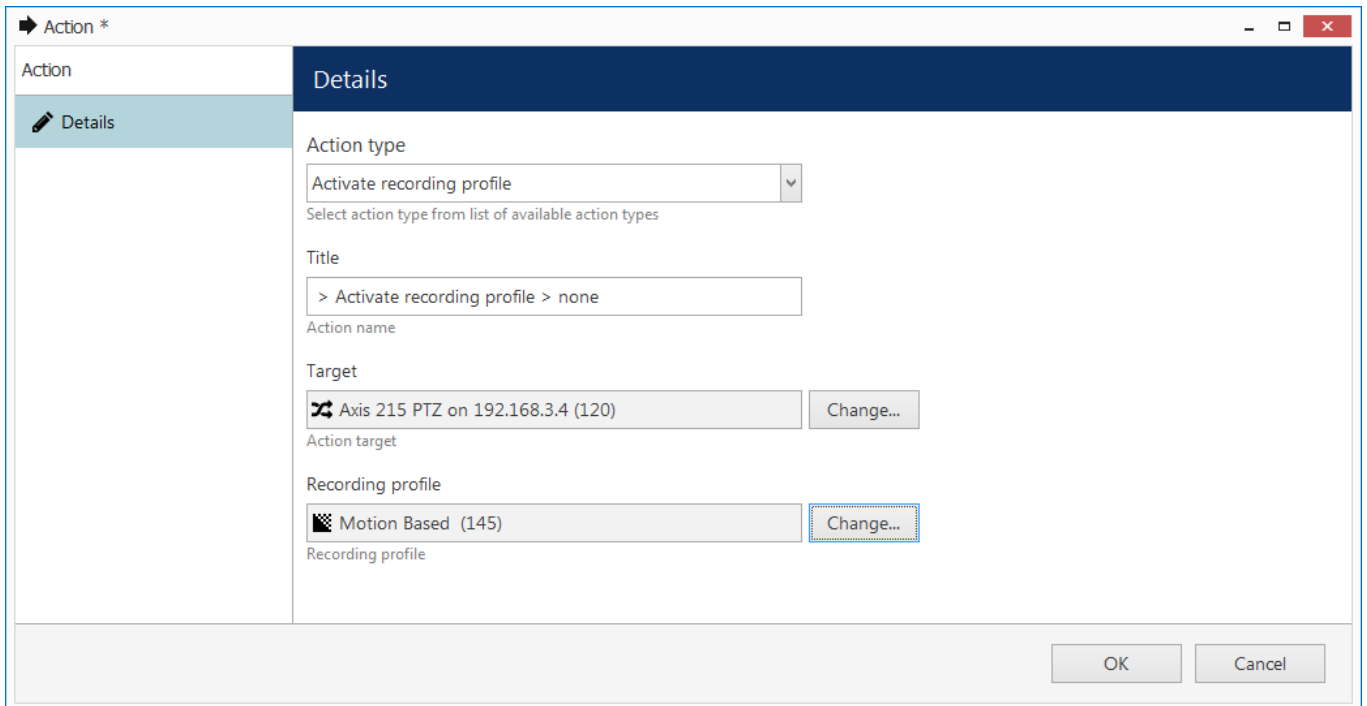 Action *
Action
Details
Details
Action type
Activate recording profile
Select action type from list of available action types
Title
> Activate recording profile > none
Action name
Target
Axis 215 PTZ on 192.168.3.4 (120)
Change...
Action target
Recording profile
Motion Based (145)
Change...
Recording profile
OK
Cancel